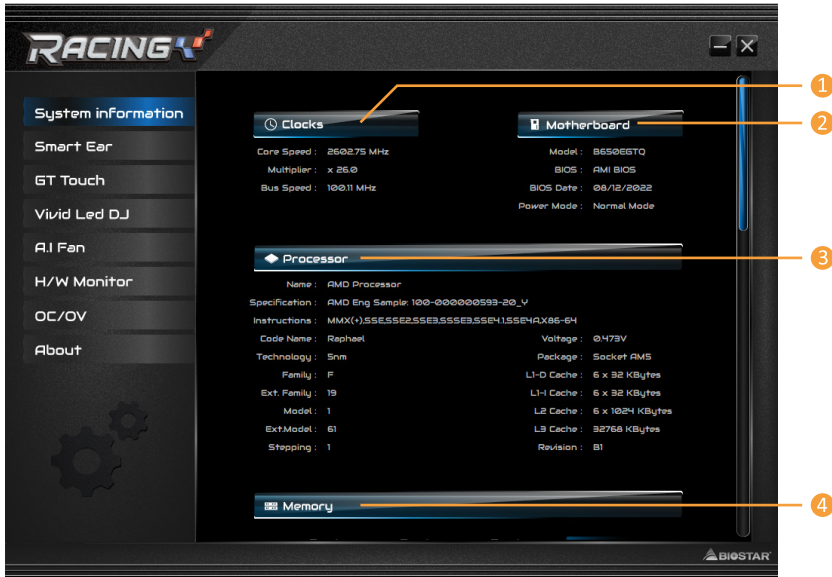 RACING
System information
Smart Ear
GT Touch
Vivid Led DJ
A.I Fan
H/W Monitor
OC/OV
About
Clocks
Core Speed : 2602.75 MHz
Multiplier : x 26.0
Bus Speed : 100.11 MHz
Motherboard
Model : B650EGTQ
BIOS : AMI BIOS
BIOS Date : 08/12/2022
Power Mode : Normal Mode
Processor
Name : AMD Processor
Specification : AMD Eng Sample: 100-000000593-20_Y
Instructions : MMX(+),SSE,SSE2,SSE3,SSSE3,SSE4.1,SSE4A,X86-64
Code Name : Raphael
Technology : 5nm
Family : F
Ext. Family : 19
Model : 1
Ext.Model : 61
Stepping : 1
Voltage : 0.473V
Package : Socket AM5
L1-D Cache : 6 x 32 KBytes
L1-I Cache : 6 x 32 KBytes
L2 Cache : 6 x 1024 KBytes
L3 Cache : 32768 KBytes
Revision : B1
Memory
BIOSTAR
1
2
3
4